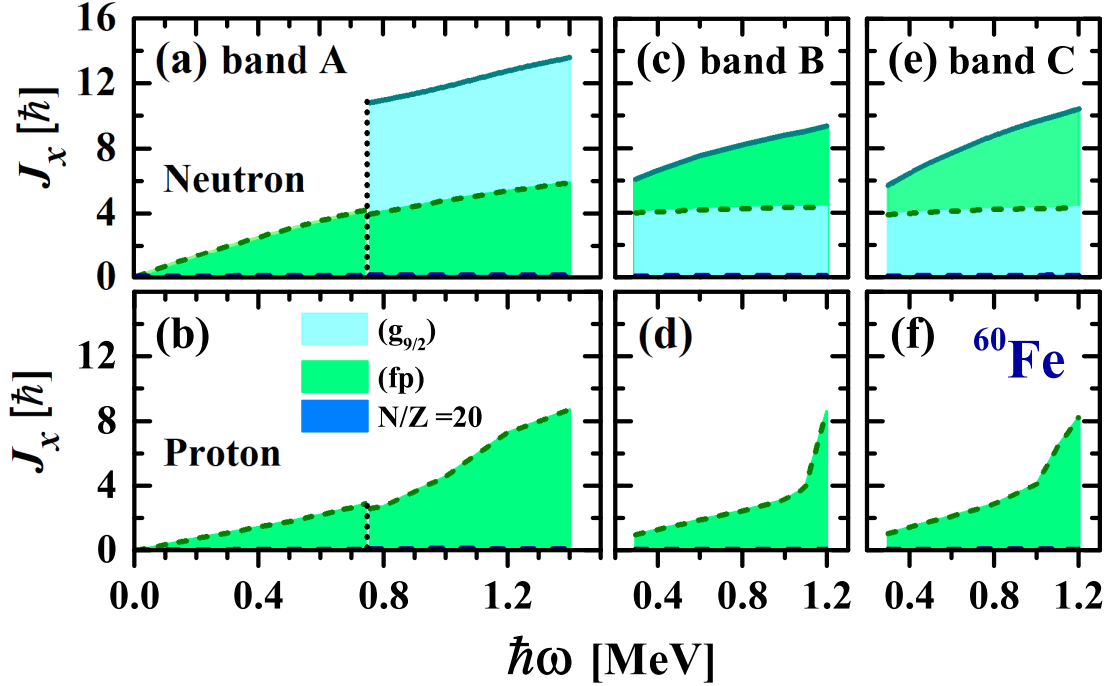 (a) band A
(c) band B
(e) band C
Neutron
J_x [ħ]
16
12
8
4
0
(b)
(d)
(f)
⁶⁰Fe
(g₉/₂)
(fp)
N/Z =20
Proton
J_x [ħ]
12
8
4
0
0.0 0.4 0.8 1.2
0.4 0.8 1.2
0.4 0.8 1.2
ħω [MeV]